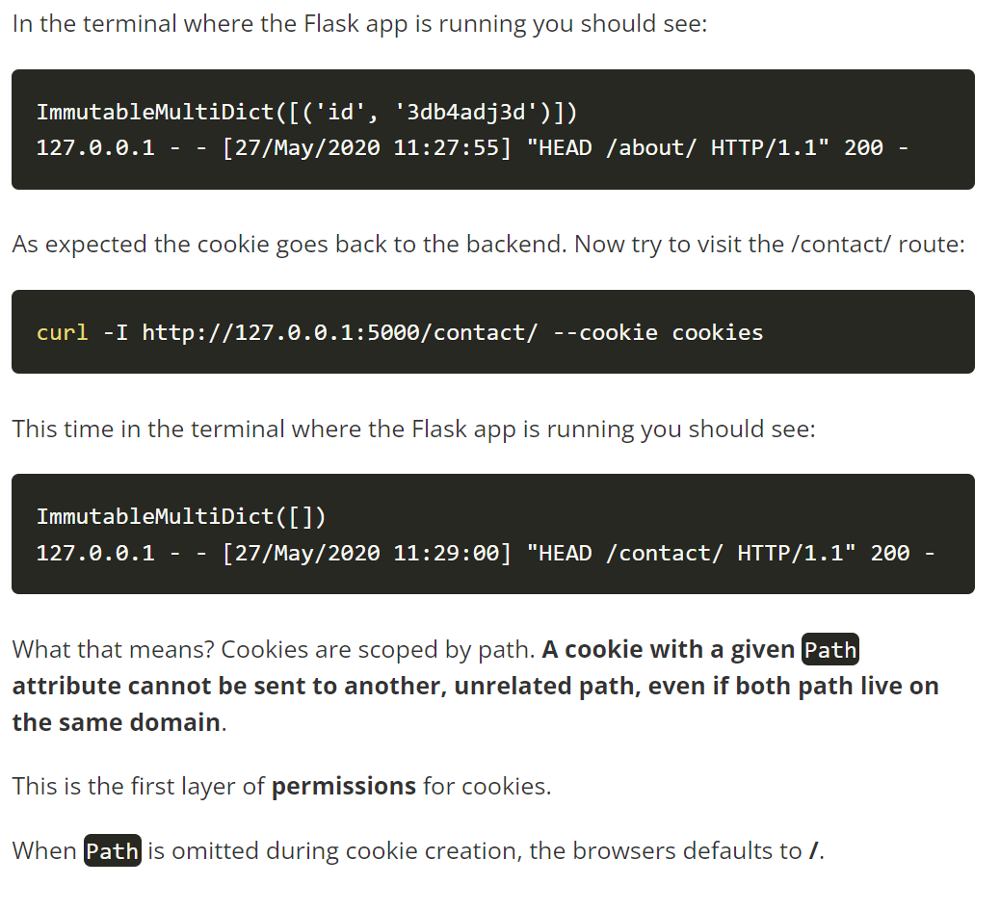 In the terminal where the Flask app is running you should see:
ImmutableMultiDict([('id', '3db4adj3d')])
127.0.0.1 - - [27/May/2020 11:27:55] "HEAD /about/ HTTP/1.1" 200 -
As expected the cookie goes back to the backend. Now try to visit the /contact/ route:
curl -I http://127.0.0.1:5000/contact/ --cookie cookies
This time in the terminal where the Flask app is running you should see:
ImmutableMultiDict([])
127.0.0.1 - - [27/May/2020 11:29:00] "HEAD /contact/ HTTP/1.1" 200 -
What that means? Cookies are scoped by path. A cookie with a given Path
attribute cannot be sent to another, unrelated path, even if both path live on
the same domain.
This is the first layer of permissions for cookies.
When Path is omitted during cookie creation, the browsers defaults to /.